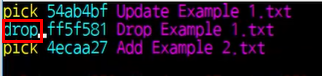 pick 54ab4bf Update Example 1.txt
drop ff5f581 Drop Example 1.txt
pick 4ecaa27 Add Example 2.txt